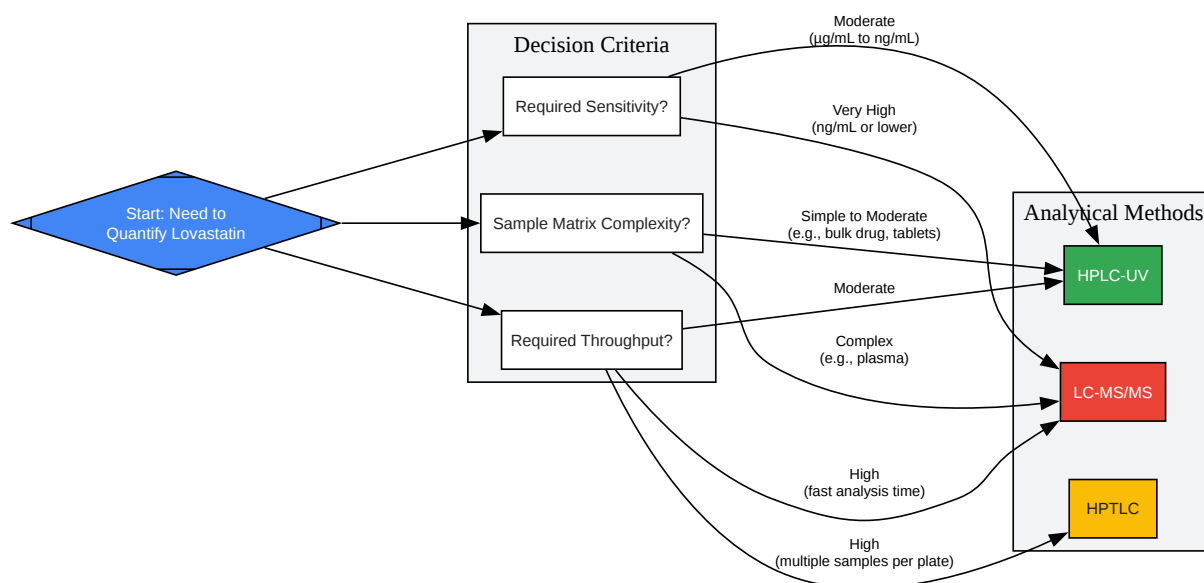 Start: Need to
Quantify Lovastatin
Decision Criteria
Required Sensitivity?
Sample Matrix Complexity?
Required Throughput?
Moderate
(µg/mL to ng/mL)
Very High
(ng/mL or lower)
Simple to Moderate
(e.g., bulk drug, tablets)
Moderate
Complex
(e.g., plasma)
High
(fast analysis time)
High
(multiple samples per plate)
Analytical Methods
HPLC-UV
LC-MS/MS
HPTLC